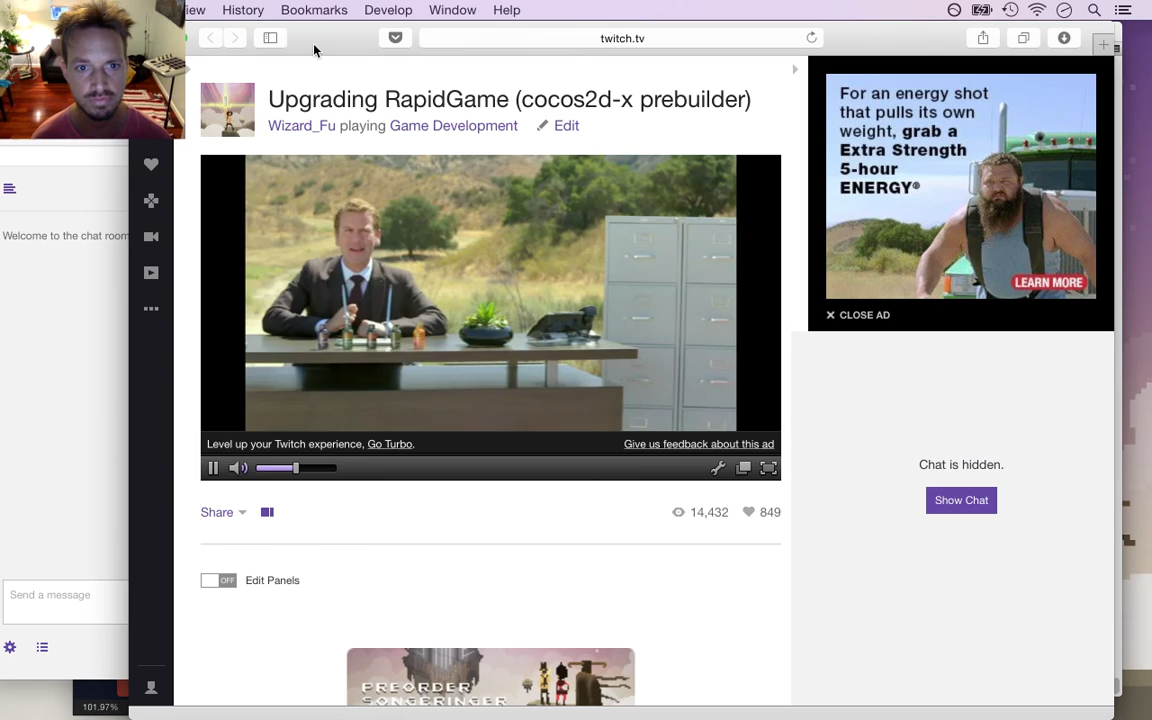 iew History Bookmarks Develop Window Help
twitch.tv
Upgrading RapidGame (cocos2d-x prebuilder)
Wizard_Fu playing Game Development Edit
For an energy shot
that pulls its own
weight, grab a
Extra Strength
5-hour
ENERGY®
LEARN MORE
CLOSE AD
Welcome to the chat room
Level up your Twitch experience, Go Turbo.
Give us feedback about this ad
Chat is hidden.
Show Chat
Share
14,432
849
OFF
Edit Panels
Send a message
PREORDER
SONGRINGER
101.97%